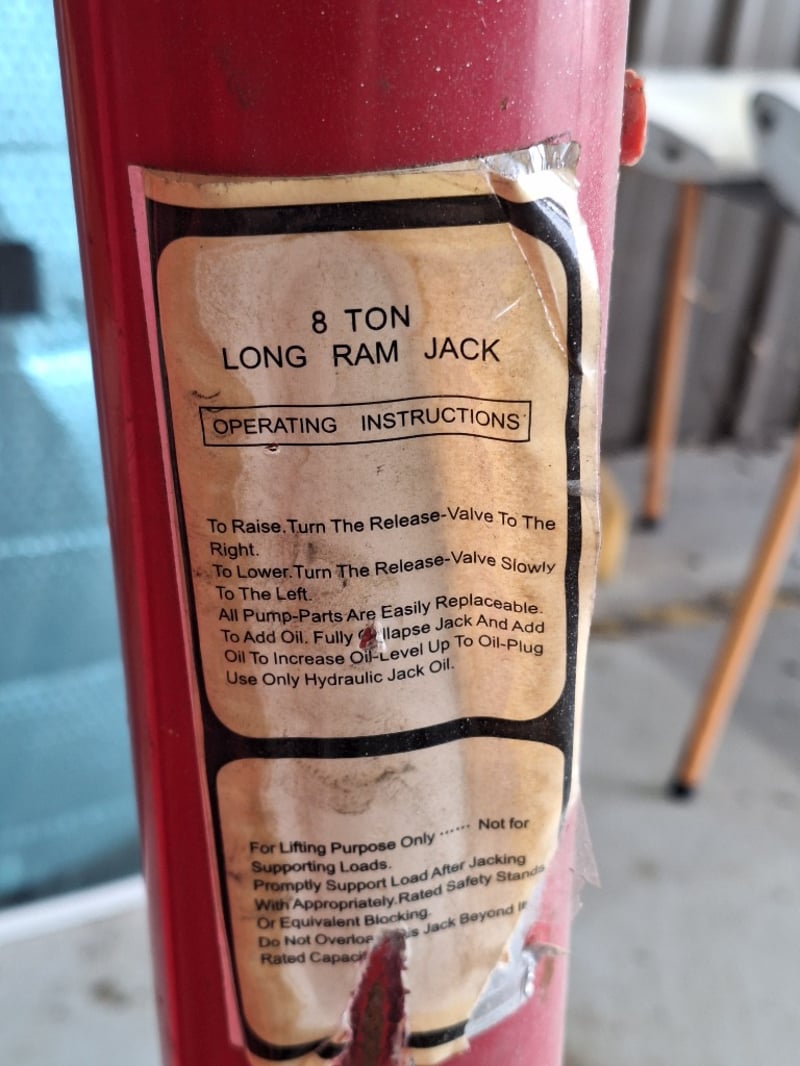 8 TON
LONG RAM JACK
OPERATING INSTRUCTIONS
To Raise.Turn The Release-Valve To The
Right.
To Lower.Turn The Release-Valve Slowly
To The Left.
All Pump-Parts Are Easily Replaceable.
To Add Oil. Fully Collapse Jack And Add
Oil To Increase Oil-Level Up To Oil-Plug
Use Only Hydraulic Jack Oil.
For Lifting Purpose Only ...... Not for
Supporting Loads.
Promptly Support Load After Jacking
With Appropriately.Rated Safety Stands
Or Equivalent Blocking.
Do Not Jack Beyond
Rated